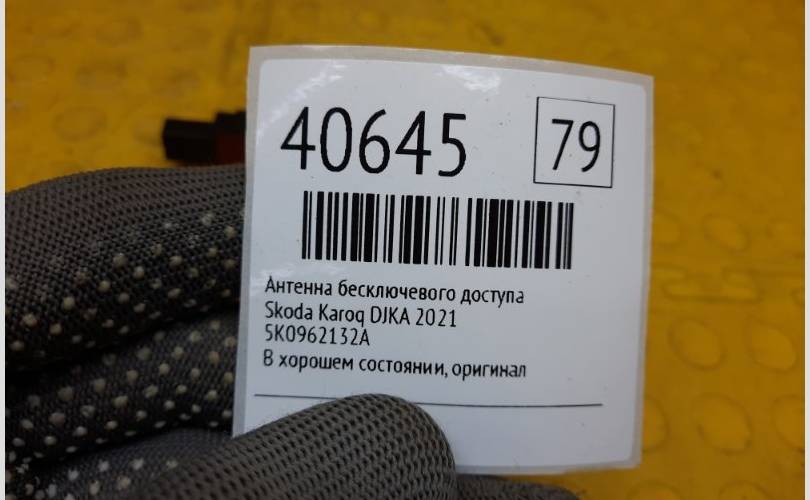 40645
79
Антенна бесключевого доступа
Skoda Karoq DJKA 2021
5K0962132A
В хорошем состоянии, оригинал